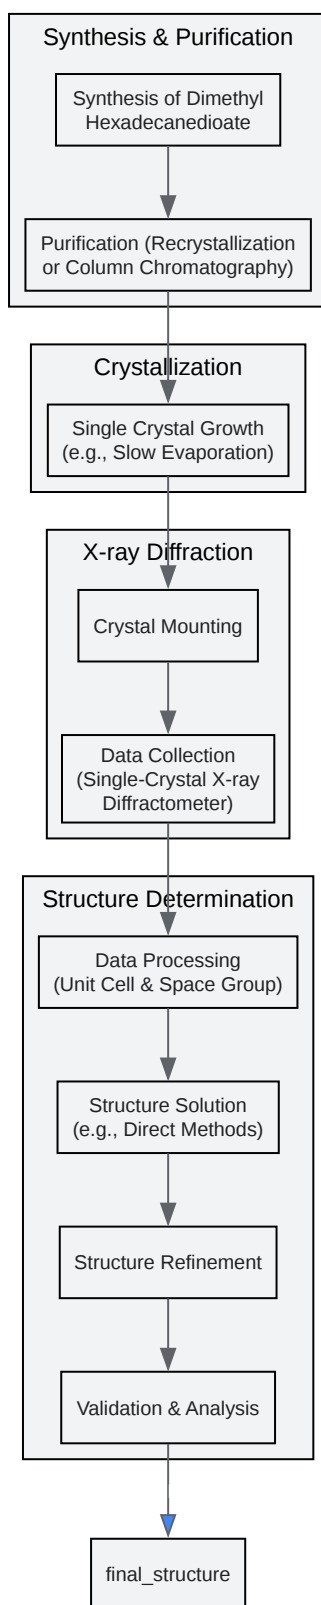 Synthesis & Purification
Synthesis of Dimethyl
Hexadecanedioate
Purification (Recrystallization
or Column Chromatography)
Crystallization
Single Crystal Growth
(e.g., Slow Evaporation)
X-ray Diffraction
Crystal Mounting
Data Collection
(Single-Crystal X-ray
Diffractometer)
Structure Determination
Data Processing
(Unit Cell & Space Group)
Structure Solution
(e.g., Direct Methods)
Structure Refinement
Validation & Analysis
final_structure